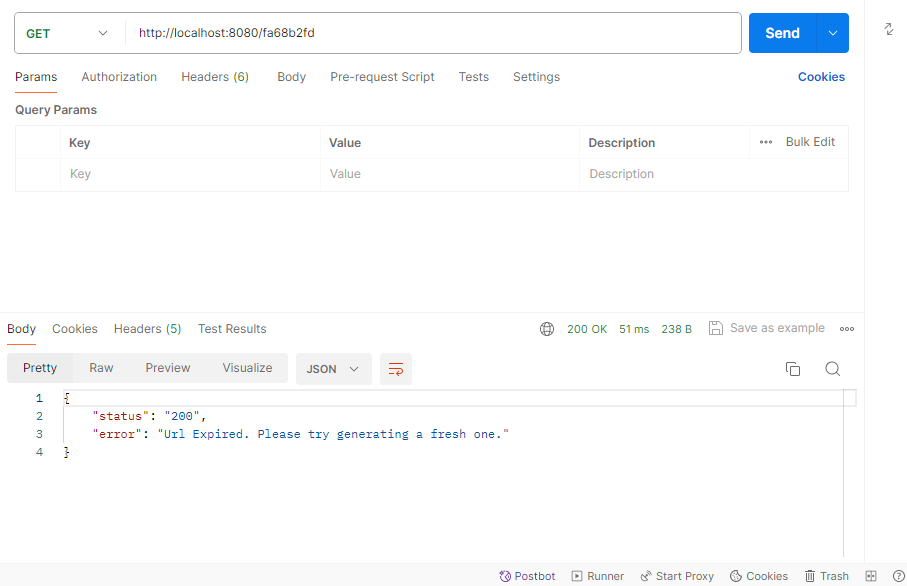 GET http://localhost:8080/fa68b2fd Send
Params Authorization Headers (6) Body Pre-request Script Tests Settings Cookies
Query Params
Key Value Description Bulk Edit
Key Value Description
Body Cookies Headers (5) Test Results 200 OK 51 ms 238 B Save as example
Pretty Raw Preview Visualize JSON
1 {
2 "status": "200",
3 "error": "Url Expired. Please try generating a fresh one."
4 }
Postbot Runner Start Proxy Cookies Trash